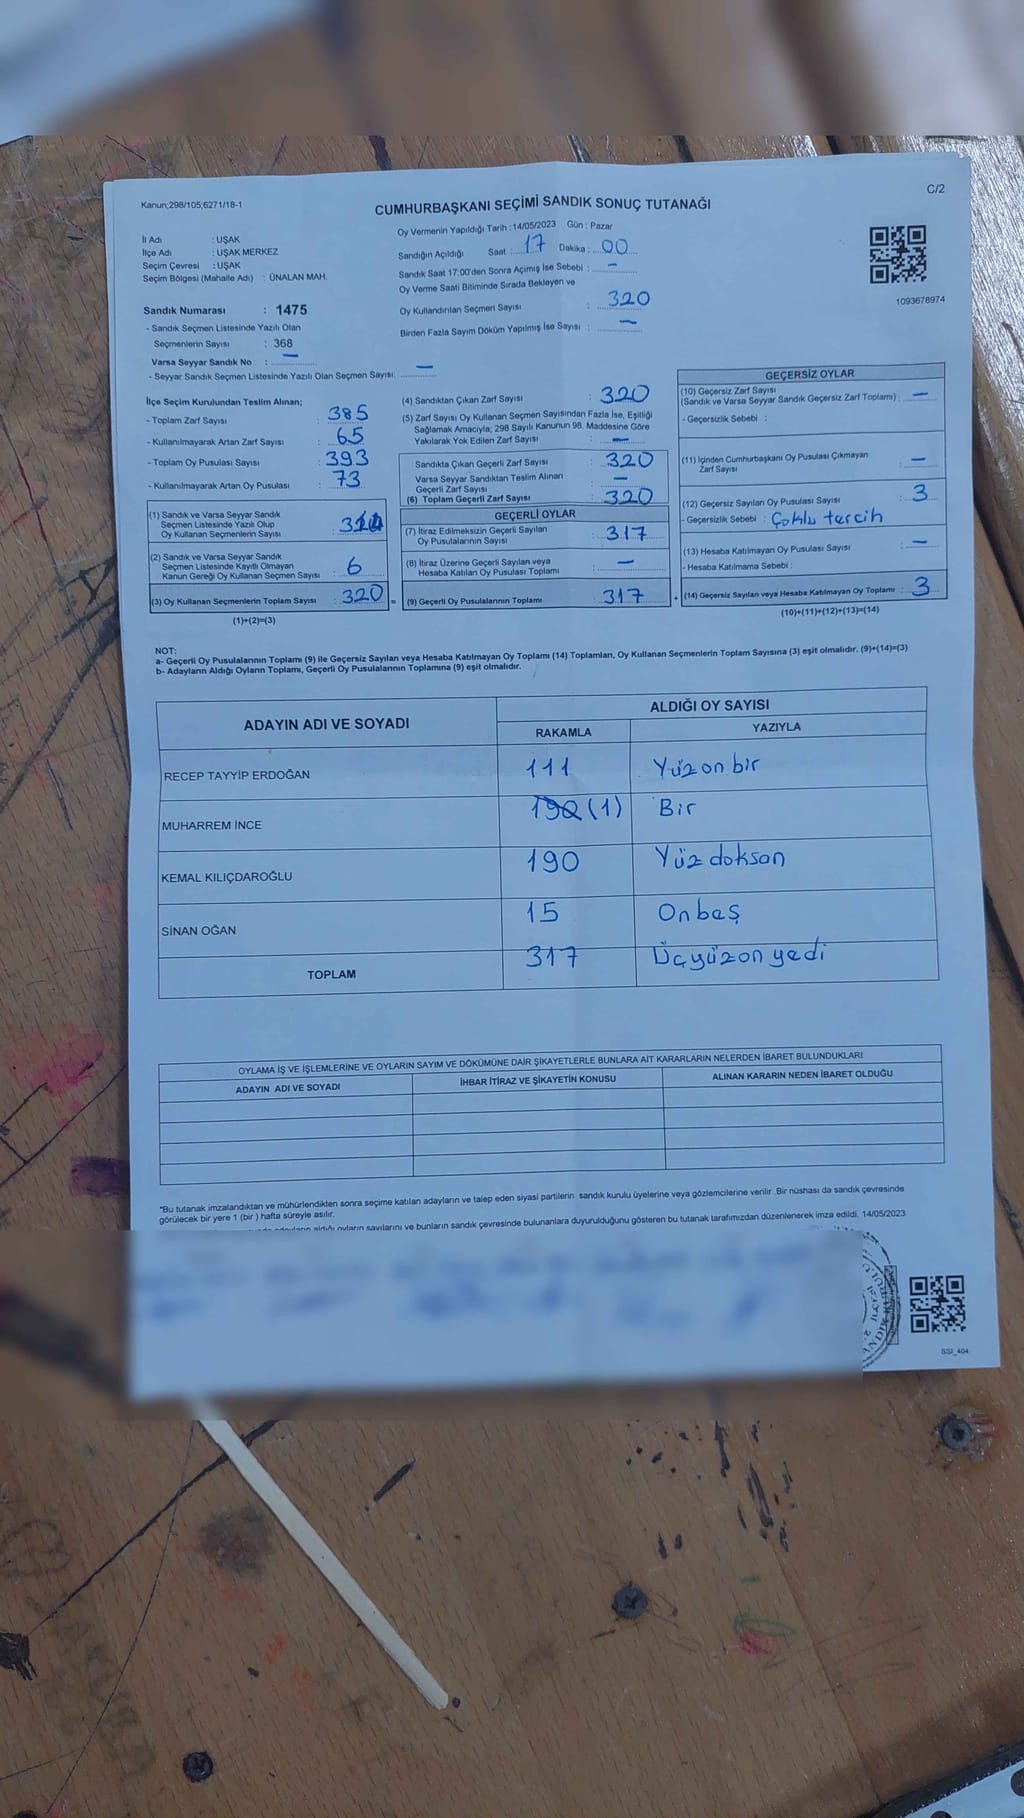 C/2
Kanun;298/105;6271/18-1
CUMHURBAŞKANI SEÇİMİ SANDIK SONUÇ TUTANAĞI
Oy Vermenin Yapıldığı Tarih :14/05/2023 Gün : Pazar
İl Adı : UŞAK
İlçe Adı : UŞAK MERKEZ
Seçim Çevresi : UŞAK
Seçim Bölgesi (Mahalle Adı) : ÜNALAN MAH.
Sandığın Açıldığı Saat : 17 Dakika : 00
Sandık Saat 17:00'den Sonra Açımış İse Sebebi : –
Oy Verme Saati Bitiminde Sırada Bekleyen ve
Oy Kullandırılan Seçmen Sayısı : 320
Birden Fazla Sayım Döküm Yapılmış İse Sayısı : –
1093678974
Sandık Numarası : 1475
- Sandık Seçmen Listesinde Yazılı Olan
Seçmenlerin Sayısı : 368
Varsa Seyyar Sandık No : –
- Seyyar Sandık Seçmen Listesinde Yazılı Olan Seçmen Sayısı: –
İlçe Seçim Kurulundan Teslim Alınan;
- Toplam Zarf Sayısı : 385
- Kullanılmayarak Artan Zarf Sayısı : 65
- Toplam Oy Pusulası Sayısı : 393
- Kullanılmayarak Artan Oy Pusulası : 73
(1) Sandık ve Varsa Seyyar Sandık
Seçmen Listesinde Yazılı Olup
Oy Kullanan Seçmenlerin Sayısı :
(2) Sandık ve Varsa Seyyar Sandık
Seçmen Listesinde Kayıtlı Olmayan
Kanun Gereği Oy Kullanan Seçmen Sayısı : 6
(3) Oy Kullanan Seçmenlerin Toplam Sayısı : 320 =
(1)+(2)=(3)
(4) Sandıktan Çıkan Zarf Sayısı : 320
(5) Zarf Sayısı Oy Kullanan Seçmen Sayısından Fazla İse, Eşitliği
Sağlamak Amacıyla; 298 Sayılı Kanunun 98. Maddesine Göre
Yakılarak Yok Edilen Zarf Sayısı : –
Sandıkta Çıkan Geçerli Zarf Sayısı : 320
Varsa Seyyar Sandıktan Teslim Alınan
Geçerli Zarf Sayısı : –
(6) Toplam Geçerli Zarf Sayısı : 320
GEÇERLİ OYLAR
(7) İtiraz Edilmeksizin Geçerli Sayılan
Oy Pusulalarının Sayısı : 317
(8) İtiraz Üzerine Geçerli Sayılan veya
Hesaba Katılan Oy Pusulası Toplamı : –
(9) Geçerli Oy Pusulalarının Toplamı : 317 +
GEÇERSİZ OYLAR
(10) Geçersiz Zarf Sayısı
(Sandık ve Varsa Seyyar Sandık Geçersiz Zarf Toplamı) : –
- Geçersizlik Sebebi :
(11) İçinden Cumhurbaşkanı Oy Pusulası Çıkmayan
Zarf Sayısı : –
(12) Geçersiz Sayılan Oy Pusulası Sayısı : 3
- Geçersizlik Sebebi : Çoklu tercih
(13) Hesaba Katılmayan Oy Pusulası Sayısı : –
- Hesaba Katılmama Sebebi :
(14) Geçersiz Sayılan veya Hesaba Katılmayan Oy Toplamı : 3
(10)+(11)+(12)+(13)=(14)
NOT:
a- Geçerli Oy Pusulalarının Toplamı (9) ile Geçersiz Sayılan veya Hesaba Katılmayan Oy Toplamı (14) Toplamları, Oy Kullanan Seçmenlerin Toplam Sayısına (3) eşit olmalıdır. (9)+(14)=(3)
b- Adayların Aldığı Oyların Toplamı, Geçerli Oy Pusulalarının Toplamına (9) eşit olmalıdır.
ADAYIN ADI VE SOYADI
ALDIĞI OY SAYISI
RAKAMLA YAZIYLA
RECEP TAYYİP ERDOĞAN 111 Yüz on bir
MUHARREM İNCE 190 (1) Bir
KEMAL KILIÇDAROĞLU 190 Yüz doksan
SİNAN OĞAN 15 On beş
TOPLAM 317 Üçyüzon yedi
OYLAMA İŞ VE İŞLEMLERİNE VE OYLARIN SAYIM VE DÖKÜMÜNE DAİR ŞİKAYETLERLE BUNLARA AİT KARARLARIN NELERDEN İBARET BULUNDUKLARI
ADAYIN ADI VE SOYADI İHBAR İTİRAZ VE ŞİKAYETİN KONUSU ALINAN KARARIN NEDEN İBARET OLDUĞU
*Bu tutanak imzalandıktan ve mühürlendikten sonra seçime katılan adayların ve talep eden siyasi partilerin sandık kurulu üyelerine veya gözlemcilerine verilir .Bir nüshası da sandık çevresinde
görülecek bir yere 1 (bir ) hafta süreyle asılır.
aldığı oyların sayılarını ve bunların sandık çevresinde bulunanlara duyurulduğunu gösteren bu tutanak tarafımızdan düzenlenerek imza edildi. 14/05/2023
SSI_404